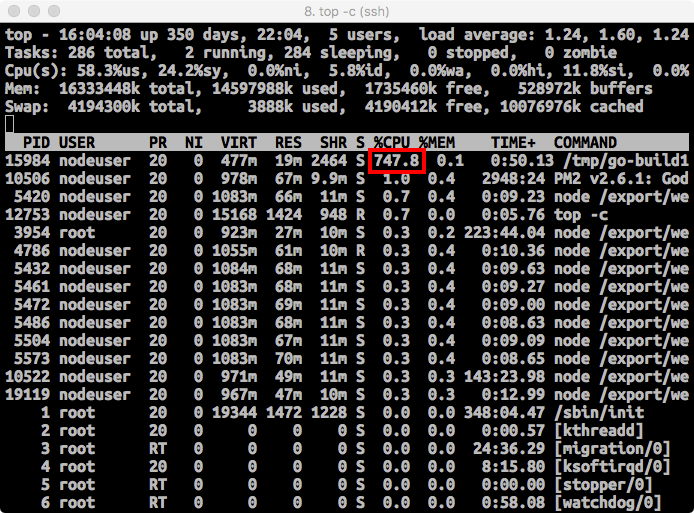 8. top -c (ssh)
top - 16:04:08 up 350 days, 22:04,  5 users,  load average: 1.24, 1.60, 1.24
Tasks: 286 total,   2 running, 284 sleeping,   0 stopped,   0 zombie
Cpu(s): 58.3%us, 24.2%sy,  0.0%ni,  5.8%id,  0.0%wa,  0.0%hi, 11.8%si,  0.0%
Mem:  16333448k total, 14597988k used,  1735460k free,   528972k buffers
Swap:  4194300k total,     3888k used,  4190412k free, 10076976k cached
PID USER PR NI VIRT RES SHR S %CPU %MEM TIME+ COMMAND
15984 nodeuser 20 0 477m 19m 2464 S 747.8 0.1 0:50.13 /tmp/go-build1
10506 nodeuser 20 0 978m 67m 9.9m S 1.0 0.4 2948:24 PM2 v2.6.1: God
5420 nodeuser 20 0 1083m 66m 11m S 0.7 0.4 0:09.23 node /export/we
12753 nodeuser 20 0 15168 1424 948 R 0.7 0.0 0:05.76 top -c
3954 root 20 0 923m 27m 10m S 0.3 0.2 223:44.04 node /export/we
4786 nodeuser 20 0 1055m 61m 10m R 0.3 0.4 0:10.36 node /export/we
5432 nodeuser 20 0 1084m 68m 11m S 0.3 0.4 0:09.63 node /export/we
5461 nodeuser 20 0 1083m 68m 11m S 0.3 0.4 0:09.27 node /export/we
5472 nodeuser 20 0 1083m 69m 11m S 0.3 0.4 0:09.00 node /export/we
5486 nodeuser 20 0 1083m 68m 11m S 0.3 0.4 0:08.63 node /export/we
5504 nodeuser 20 0 1083m 67m 11m S 0.3 0.4 0:09.09 node /export/we
5573 nodeuser 20 0 1083m 70m 11m S 0.3 0.4 0:08.65 node /export/we
10522 nodeuser 20 0 971m 49m 11m S 0.3 0.3 143:23.98 node /export/we
19119 nodeuser 20 0 967m 47m 10m S 0.3 0.3 0:12.99 node /export/we
1 root 20 0 19344 1472 1228 S 0.0 0.0 348:04.47 /sbin/init
2 root 20 0 0 0 0 S 0.0 0.0 0:00.57 [kthreadd]
3 root RT 0 0 0 0 S 0.0 0.0 24:36.29 [migration/0]
4 root 20 0 0 0 0 S 0.0 0.0 8:15.80 [ksoftirqd/0]
5 root RT 0 0 0 0 S 0.0 0.0 0:00.00 [stopper/0]
6 root RT 0 0 0 0 S 0.0 0.0 0:58.08 [watchdog/0]